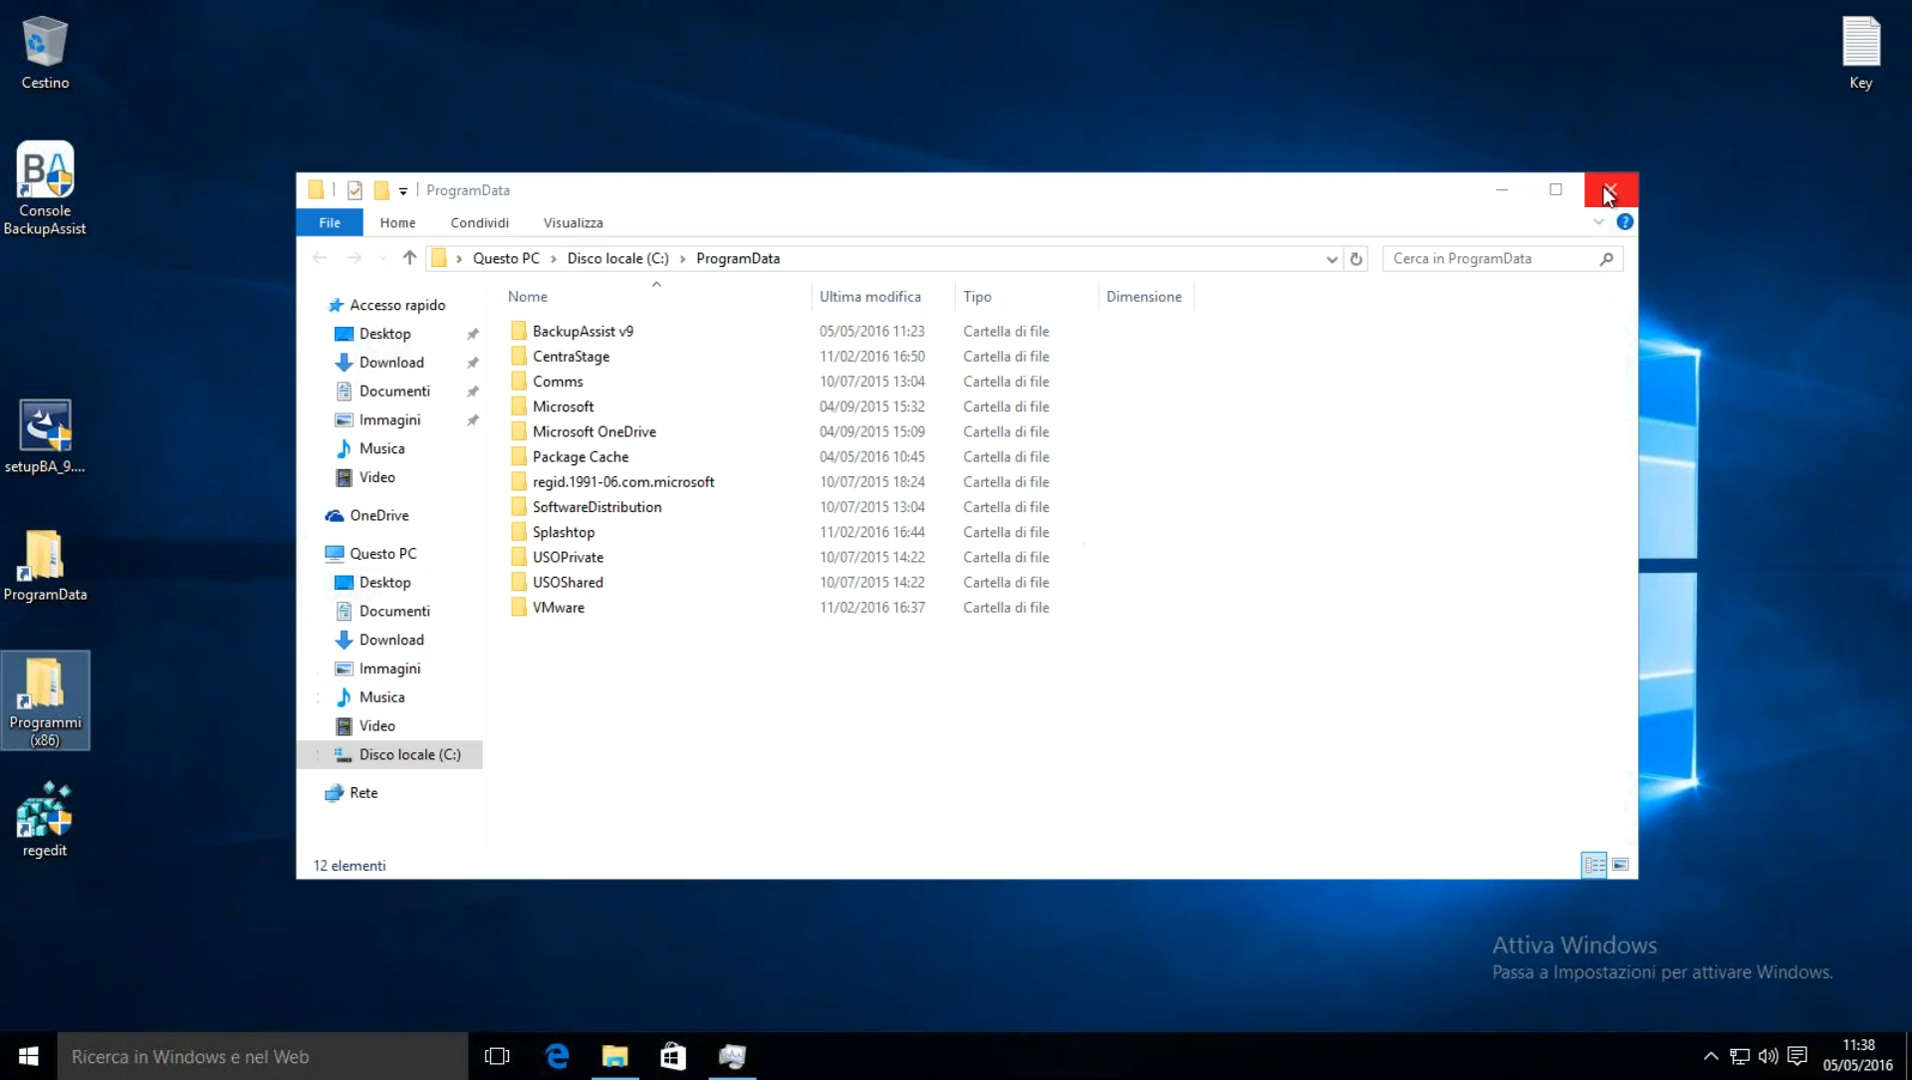 Cestino
Key
Console
BackupAssist
setupBA_9....
ProgramData
Programmi
(x86)
regedit
ProgramData
File Home Condividi Visualizza
Questo PC Disco locale (C:) ProgramData
Cerca in ProgramData
Nome Ultima modifica Tipo Dimensione
Accesso rapido
Desktop
Download
Documenti
Immagini
Musica
Video
OneDrive
Questo PC
Desktop
Documenti
Download
Immagini
Musica
Video
Disco locale (C:)
Rete
BackupAssist v9 05/05/2016 11:23 Cartella di file
CentraStage 11/02/2016 16:50 Cartella di file
Comms 10/07/2015 13:04 Cartella di file
Microsoft 04/09/2015 15:32 Cartella di file
Microsoft OneDrive 04/09/2015 15:09 Cartella di file
Package Cache 04/05/2016 10:45 Cartella di file
regid.1991-06.com.microsoft 10/07/2015 18:24 Cartella di file
SoftwareDistribution 10/07/2015 13:04 Cartella di file
Splashtop 11/02/2016 16:44 Cartella di file
USOPrivate 10/07/2015 14:22 Cartella di file
USOShared 10/07/2015 14:22 Cartella di file
VMware 11/02/2016 16:37 Cartella di file
12 elementi
Attiva Windows
Passa a Impostazioni per attivare Windows.
Ricerca in Windows e nel Web
11:38
05/05/2016